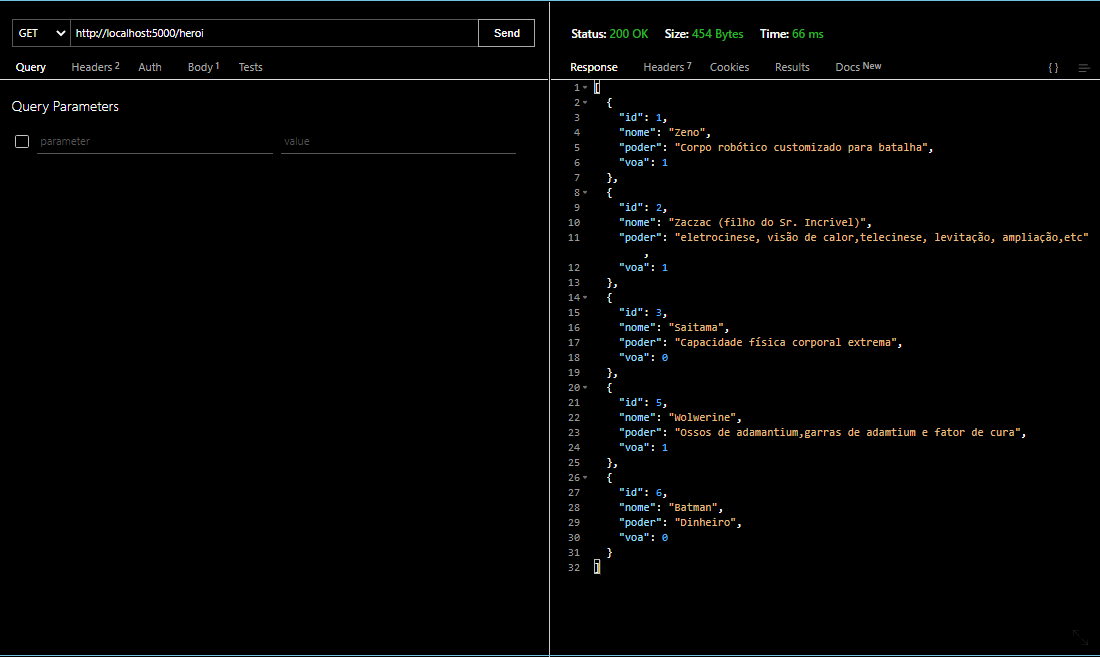 GET http://localhost:5000/heroi Send
Query Headers 2 Auth Body 1 Tests
Query Parameters
parameter value
Status: 200 OK Size: 454 Bytes Time: 66 ms
Response Headers 7 Cookies Results Docs New { }
1 [
2 {
3 "id": 1,
4 "nome": "Zeno",
5 "poder": "Corpo robótico customizado para batalha",
6 "voa": 1
7 },
8 {
9 "id": 2,
10 "nome": "Zaczac (filho do Sr. Incrivel)",
11 "poder": "eletrocinese, visão de calor,telecinese, levitação, ampliação,etc"
,
12 "voa": 1
13 },
14 {
15 "id": 3,
16 "nome": "Saitama",
17 "poder": "Capacidade física corporal extrema",
18 "voa": 0
19 },
20 {
21 "id": 5,
22 "nome": "Wolwerine",
23 "poder": "Ossos de adamantium,garras de adamtium e fator de cura",
24 "voa": 1
25 },
26 {
27 "id": 6,
28 "nome": "Batman",
29 "poder": "Dinheiro",
30 "voa": 0
31 }
32 ]